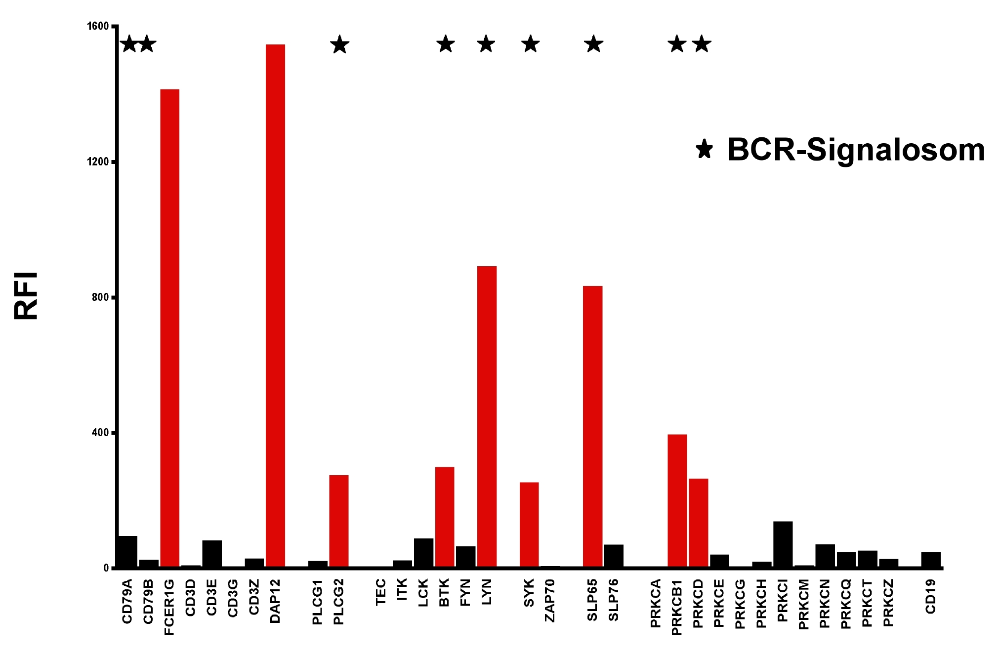 1600
★ BCR-Signalosom
1200
RFI
800
400
0
CD79A
CD79B
FCER1G
CD3D
CD3E
CD3G
CD3Z
DAP12
PLCG1
PLCG2
TEC
ITK
LCK
BTK
FYN
LYN
SYK
ZAP70
SLP65
SLP76
PRKCA
PRKCB1
PRKCD
PRKCE
PRKCG
PRKCH
PRKCI
PRKCM
PRKCN
PRKCQ
PRKCT
PRKCZ
CD19